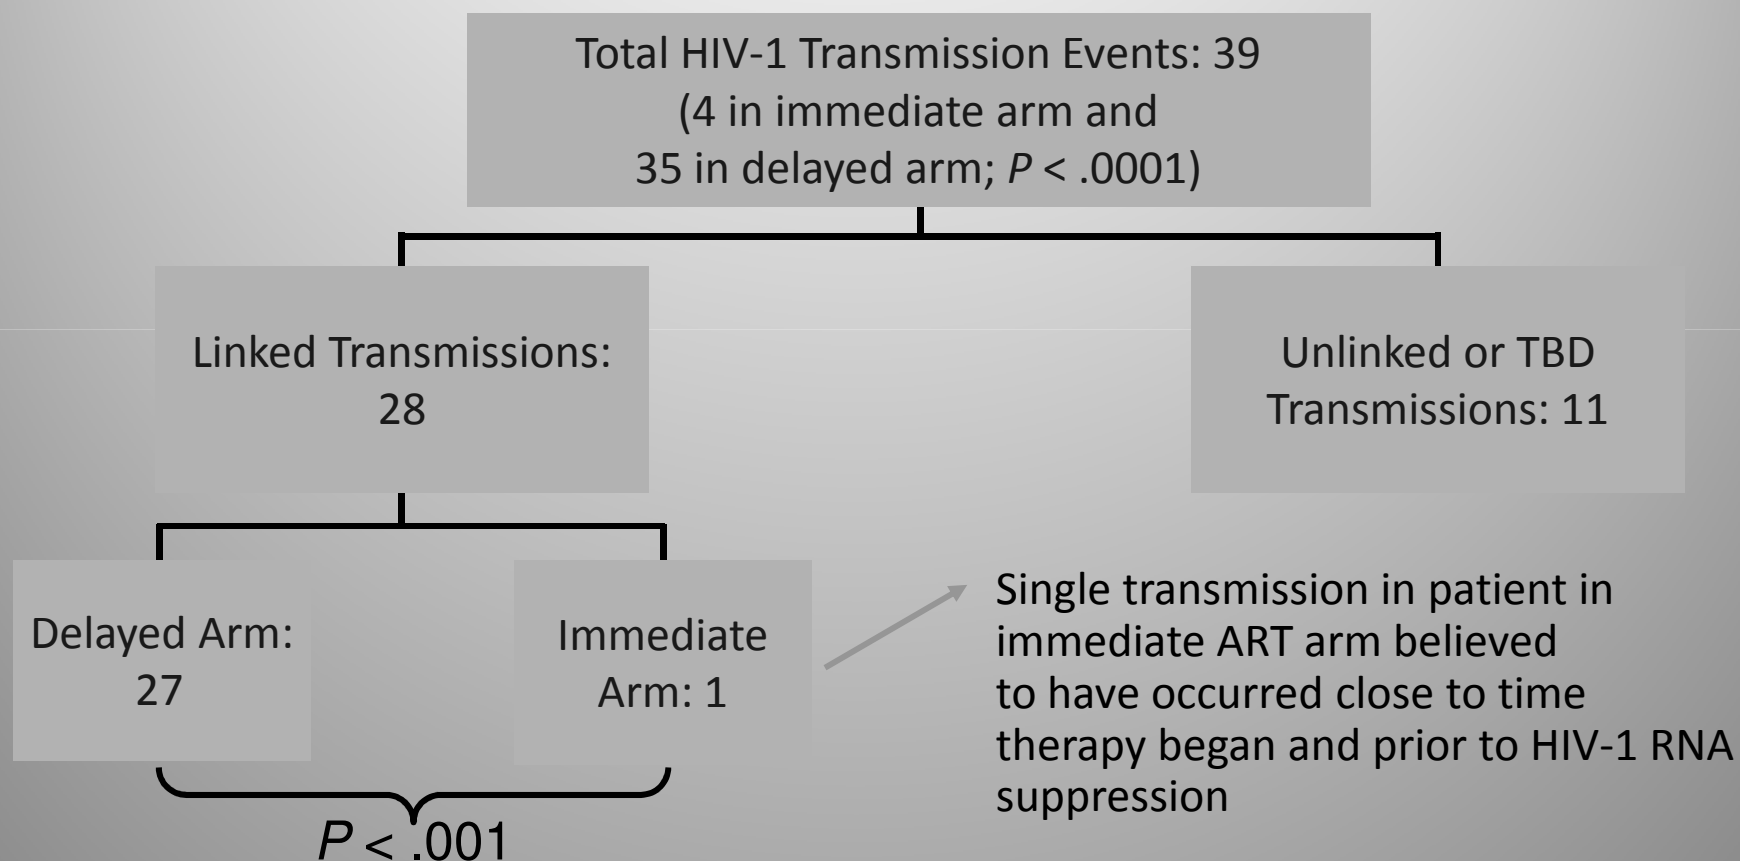 Total HIV-1 Transmission Events: 39
(4 in immediate arm and
35 in delayed arm; P < .0001)
Linked Transmissions:
28
Unlinked or TBD
Transmissions: 11
Delayed Arm:
27
Immediate
Arm: 1
Single transmission in patient in
immediate ART arm believed
to have occurred close to time
therapy began and prior to HIV-1 RNA
suppression
P < .001